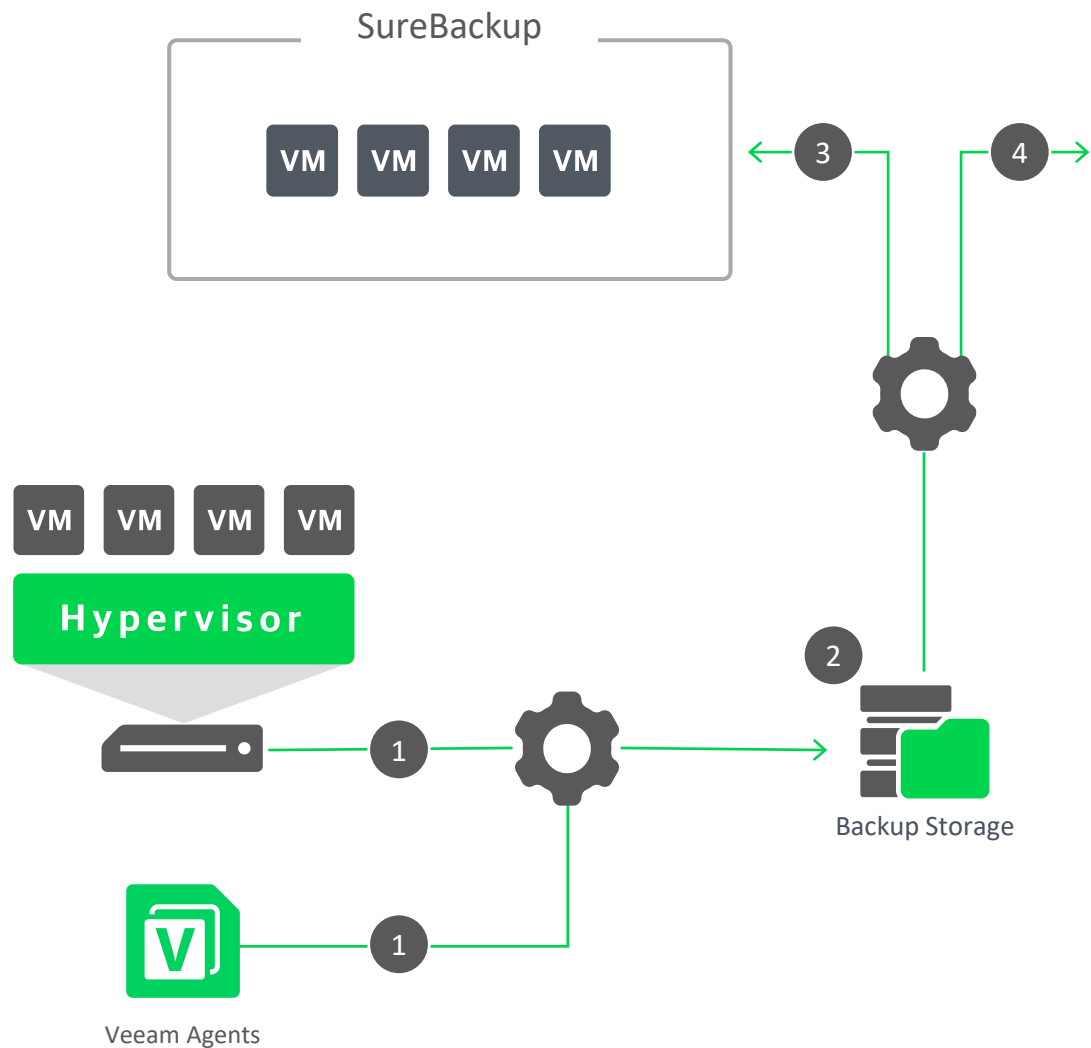 SureBackup
VM VM VM VM
3 4
VM VM VM VM
Hypervisor
2
1
Backup Storage
V
1
Veeam Agents